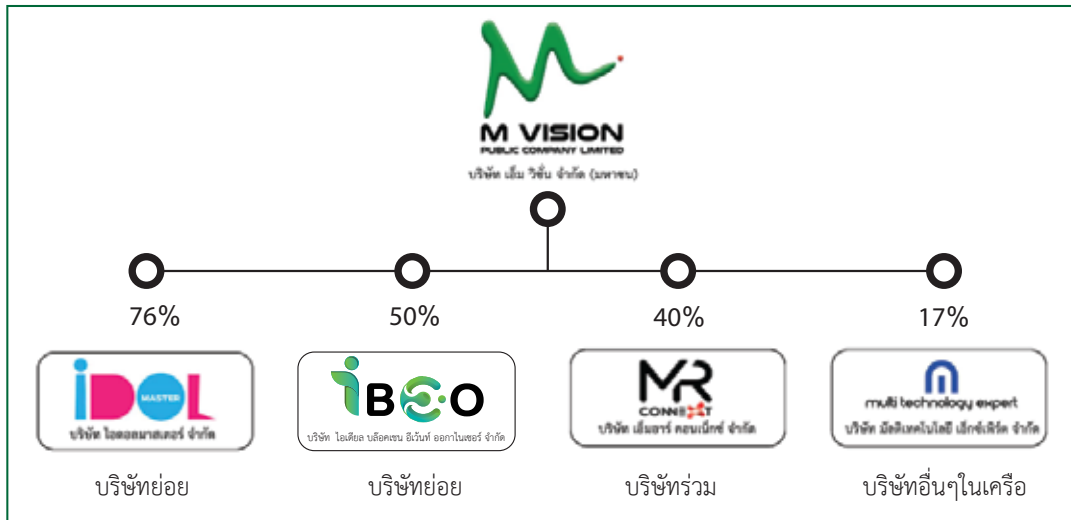 M VISION
PUBLIC COMPANY LIMITED
บริษัท เอ็ม วิชั่น จำกัด (มหาชน)
76%
50%
40%
17%
iDOL
MASTER
บริษัท ไอดอลมาสเตอร์ จำกัด
iBEO
บริษัท ไอเดียล บล็อคเชน อีเว้นท์ ออกาไนเซอร์ จำกัด
MR
CONNEXT
บริษัท เอ็มอาร์ คอนเน็กซ์ จำกัด
multi technology expert
บริษัท มัลติเทคโนโลยี เอ็กซ์เพิร์ต จำกัด
บริษัทย่อย
บริษัทย่อย
บริษัทร่วม
บริษัทอื่นๆในเครือ